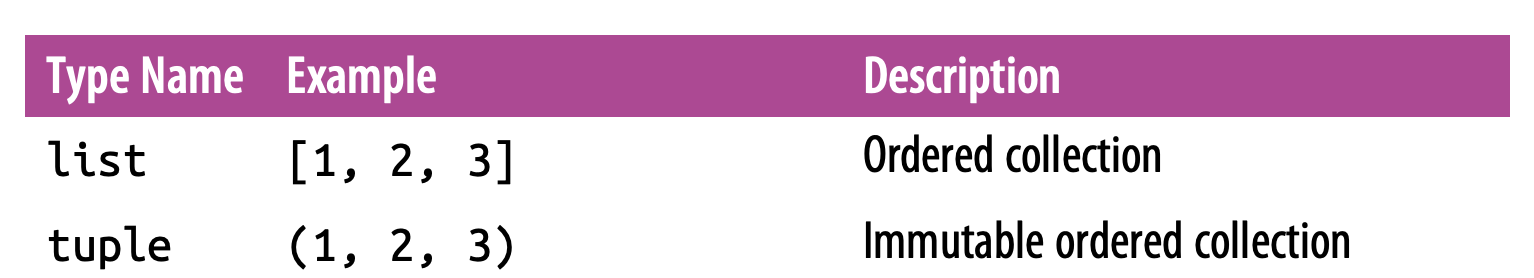 Type Name Example Description
list [1, 2, 3] Ordered collection
tuple (1, 2, 3) Immutable ordered collection